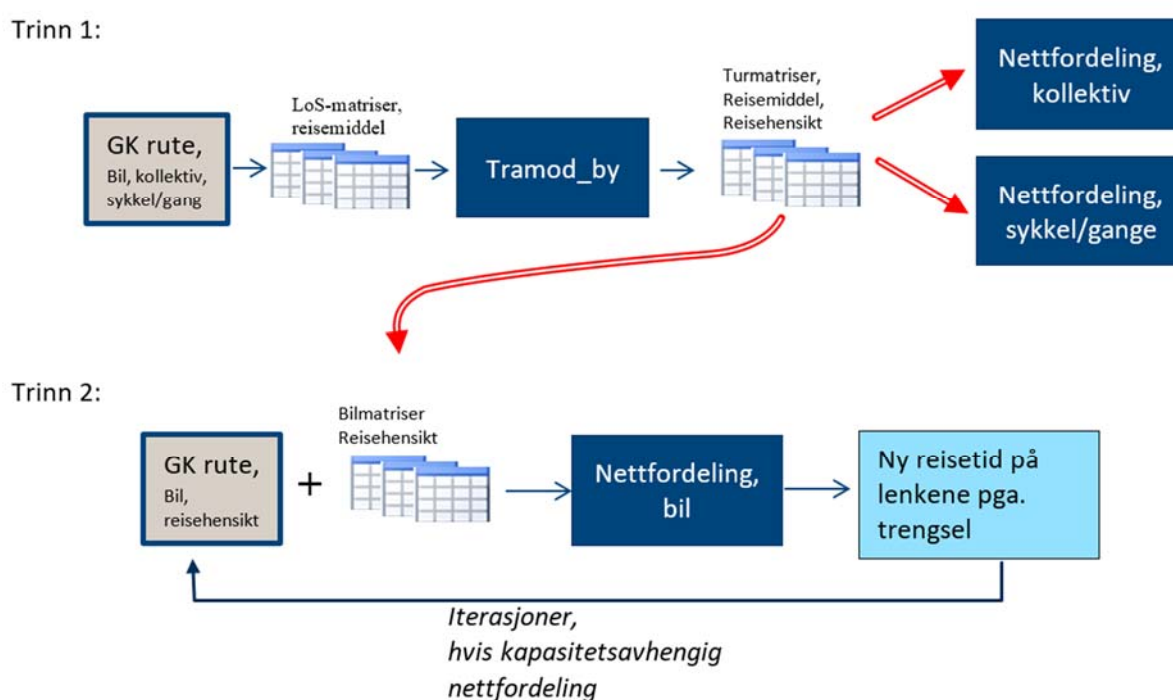 Trinn 1:
GK rute,
Bil, kollektiv,
sykkel/gang
LoS-matriser,
reisemiddel
Tramod_by
Turmatriser,
Reisemiddel,
Reisehensikt
Nettfordeling,
kollektiv
Nettfordeling,
sykkel/gange
Trinn 2:
GK rute,
Bil,
reisehensikt
+
Bilmatriser
Reisehensikt
Nettfordeling,
bil
Ny reisetid på
lenkene pga.
trengsel
Iterasjoner,
hvis kapasitetsavhengig
nettfordeling